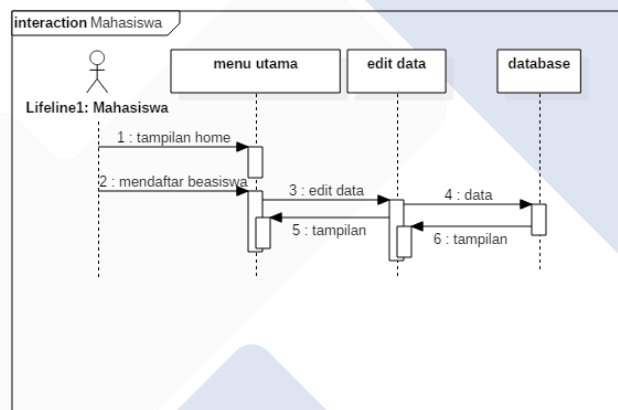 interaction Mahasiswa
menu utama
edit data
database
Lifeline1: Mahasiswa
1 : tampilan home
2 : mendaftar beasiswa
3 : edit data
4 : data
5 : tampilan
6 : tampilan